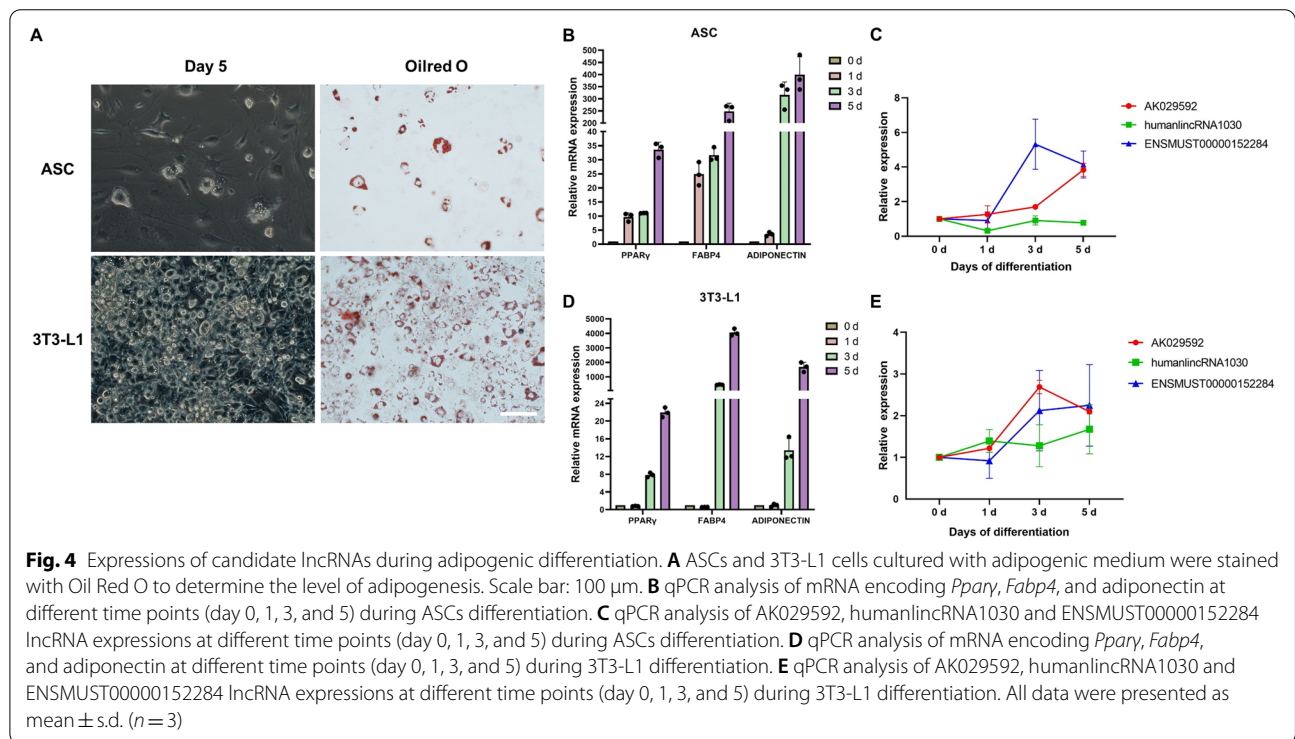 A
Day 5
Oilred O
ASC
3T3-L1
B
ASC
Relative mRNA expression
500
450
400
350
300
250
200
150
100
35
30
25
20
15
10
5
0
PPARγ
FABP4
ADIPONECTIN
0 d
1 d
3 d
5 d
C
Relative expression
8
6
4
2
0
0 d
1 d
3 d
5 d
Days of differentiation
AK029592
humanlincRNA1030
ENSMUST00000152284
D
3T3-L1
Relative mRNA expression
5000
4000
3000
2000
1000
24
20
16
12
8
4
0
PPARγ
FABP4
ADIPONECTIN
0 d
1 d
3 d
5 d
E
Relative expression
4
3
2
1
0
0 d
1 d
3 d
5 d
Days of differentiation
AK029592
humanlincRNA1030
ENSMUST00000152284
Fig. 4 Expressions of candidate lncRNAs during adipogenic differentiation. A ASCs and 3T3-L1 cells cultured with adipogenic medium were stained
with Oil Red O to determine the level of adipogenesis. Scale bar: 100 μm. B qPCR analysis of mRNA encoding Pparγ, Fabp4, and adiponectin at
different time points (day 0, 1, 3, and 5) during ASCs differentiation. C qPCR analysis of AK029592, humanlincRNA1030 and ENSMUST00000152284
lncRNA expressions at different time points (day 0, 1, 3, and 5) during ASCs differentiation. D qPCR analysis of mRNA encoding Pparγ, Fabp4,
and adiponectin at different time points (day 0, 1, 3, and 5) during 3T3-L1 differentiation. E qPCR analysis of AK029592, humanlincRNA1030 and
ENSMUST00000152284 lncRNA expressions at different time points (day 0, 1, 3, and 5) during 3T3-L1 differentiation. All data were presented as
mean ± s.d. (n = 3)